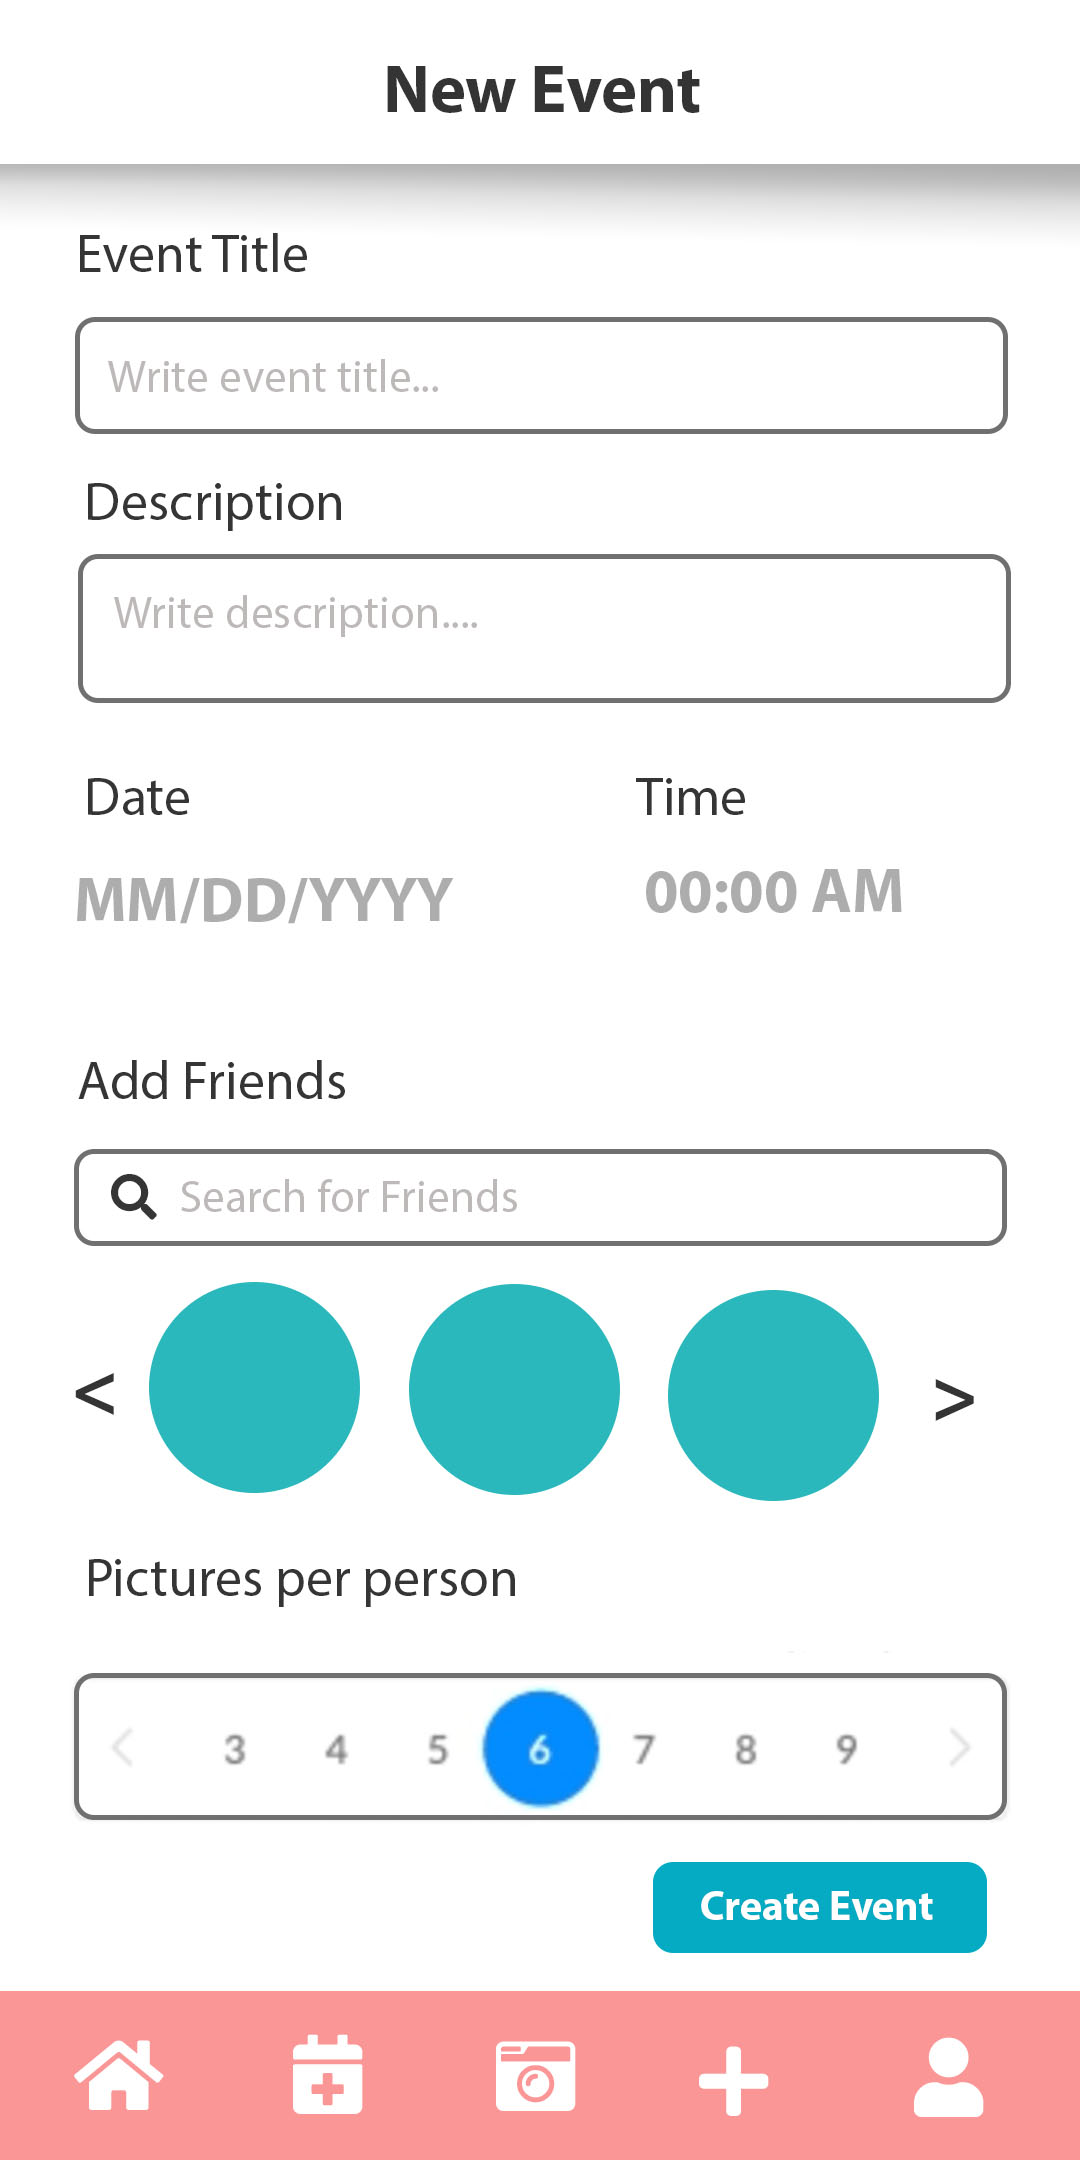 New Event
Event Title
Write event title...
Description
Write description....
Date Time
MM/DD/YYYY 00:00 AM
Add Friends
Search for Friends
< >
Pictures per person
3 4 5 6 7 8 9
Create Event